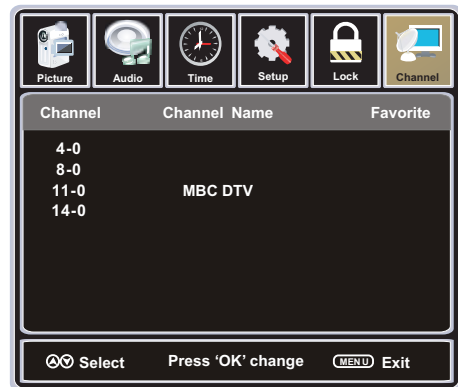 Picture Audio Time Setup Lock Channel
Channel Channel Name Favorite
4-0
8-0
11-0 MBC DTV
14-0
Select Press ‘OK’ change MENU Exit